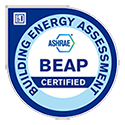 BUILDING ENERGY ASSESSMENT
ASHRAE
BEAP
CERTIFIED